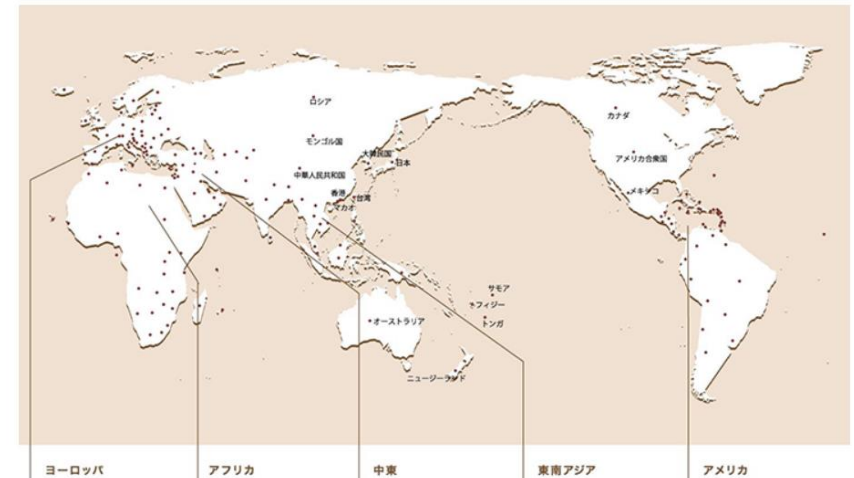 ロシア
カナダ
モンゴル国
大韓民国
日本
アメリカ合衆国
中華人民共和国
香港
台湾
メキシコ
マカオ
サモア
フィジー
オーストラリア
トンガ
ニュージーランド
ヨーロッパ
アフリカ
中東
東南アジア
アメリカ